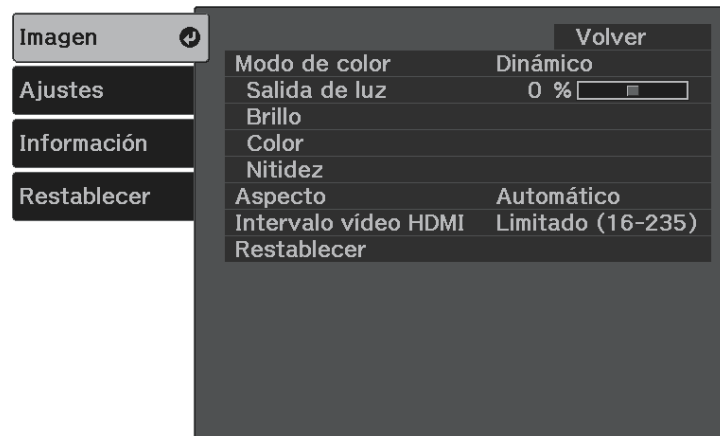 Imagen
Ajustes
Información
Restablecer
Volver
Modo de color Dinámico
Salida de luz 0 %
Brillo
Color
Nitidez
Aspecto Automático
Intervalo vídeo HDMI Limitado (16-235)
Restablecer